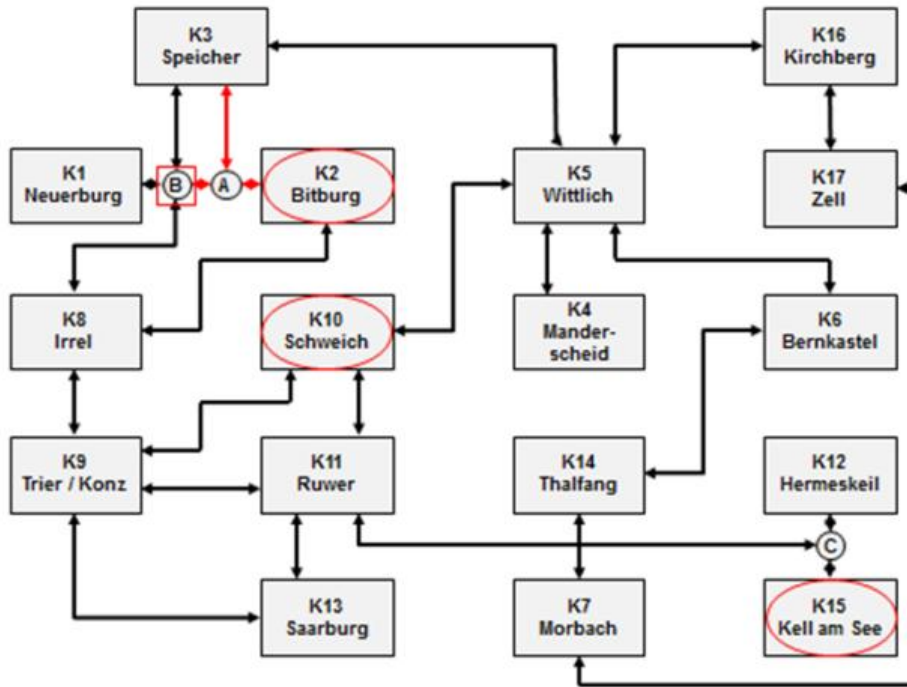 K3
Speicher
K16
Kirchberg
K1
Neuerburg
B
A
K2
Bitburg
K5
Wittlich
K17
Zell
K8
Irrel
K10
Schweich
K4
Mander-
scheid
K6
Bernkastel
K9
Trier / Konz
K11
Ruwer
K14
Thalfang
K12
Hermeskeil
C
K13
Saarburg
K7
Morbach
K15
Kell am See